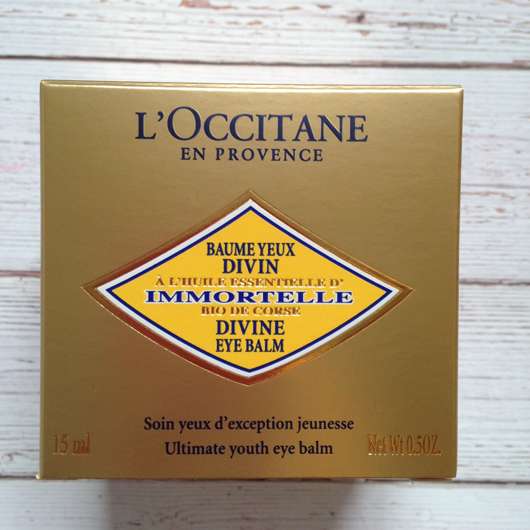 L'OCCITANE
EN PROVENCE
BAUME YEUX
DIVIN
À L'HUILE ESSENTIELLE D'
IMMORTELLE
BIO DE CORSE
DIVINE
EYE BALM
Soin yeux d'exception jeunesse
Ultimate youth eye balm
15 ml
Net Wt 0.5OZ.